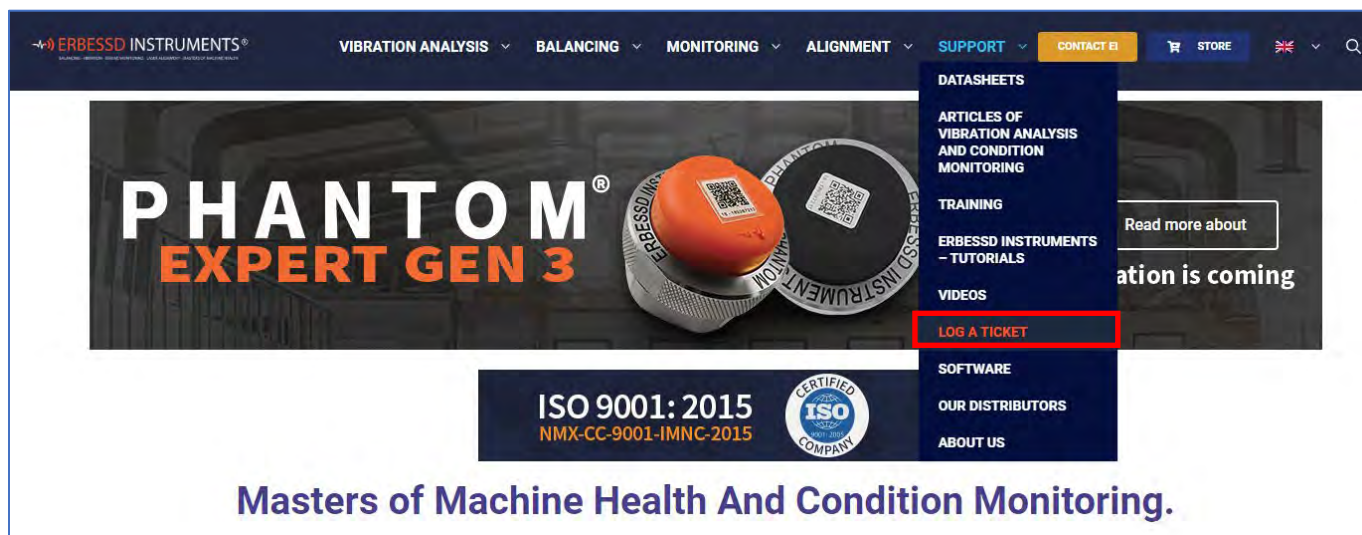 ERBESSD INSTRUMENTS®
VIBRATION ANALYSIS
BALANCING
MONITORING
ALIGNMENT
SUPPORT
CONTACT EI
STORE
DATASHEETS
ARTICLES OF
VIBRATION ANALYSIS
AND CONDITION
MONITORING
TRAINING
ERBESSD INSTRUMENTS
– TUTORIALS
VIDEOS
LOG A TICKET
SOFTWARE
OUR DISTRIBUTORS
ABOUT US
PHANTOM®
EXPERT GEN 3
PHANTOM
ERBESSD INSTRUMENT
Read more about
ation is coming
ISO 9001: 2015
NMX-CC-9001-IMNC-2015
CERTIFIED
ISO
COMPANY
Masters of Machine Health And Condition Monitoring.